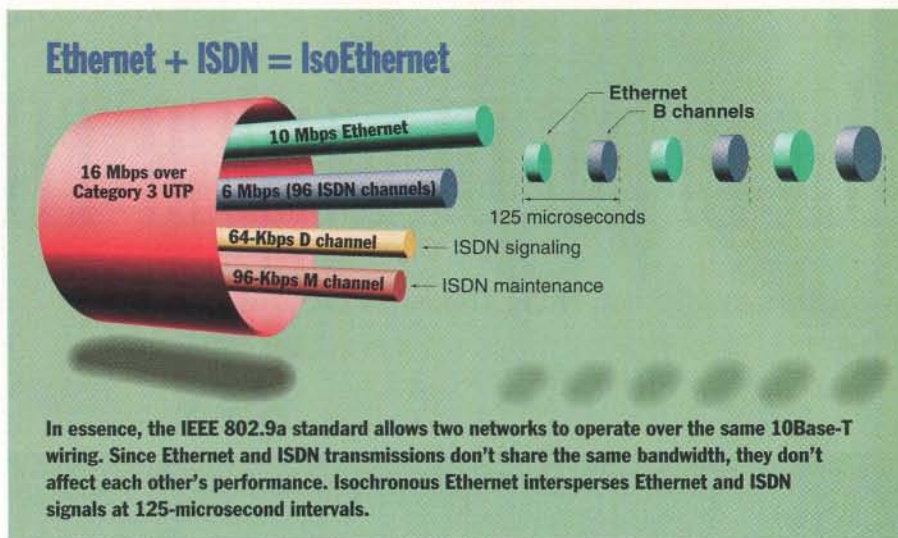 Ethernet + ISDN = IsoEthernet
Ethernet
B channels
10 Mbps Ethernet
16 Mbps over
Category 3 UTP
6 Mbps (96 ISDN channels)
125 microseconds
64-Kbps D channel
ISDN signaling
96-Kbps M channel
ISDN maintenance
In essence, the IEEE 802.9a standard allows two networks to operate over the same 10Base-T
wiring. Since Ethernet and ISDN transmissions don't share the same bandwidth, they don't
affect each other's performance. Isochronous Ethernet intersperses Ethernet and ISDN
signals at 125-microsecond intervals.